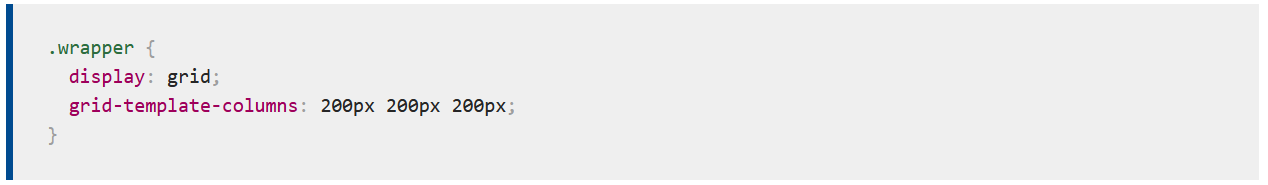 .wrapper {
  display: grid;
  grid-template-columns: 200px 200px 200px;
}